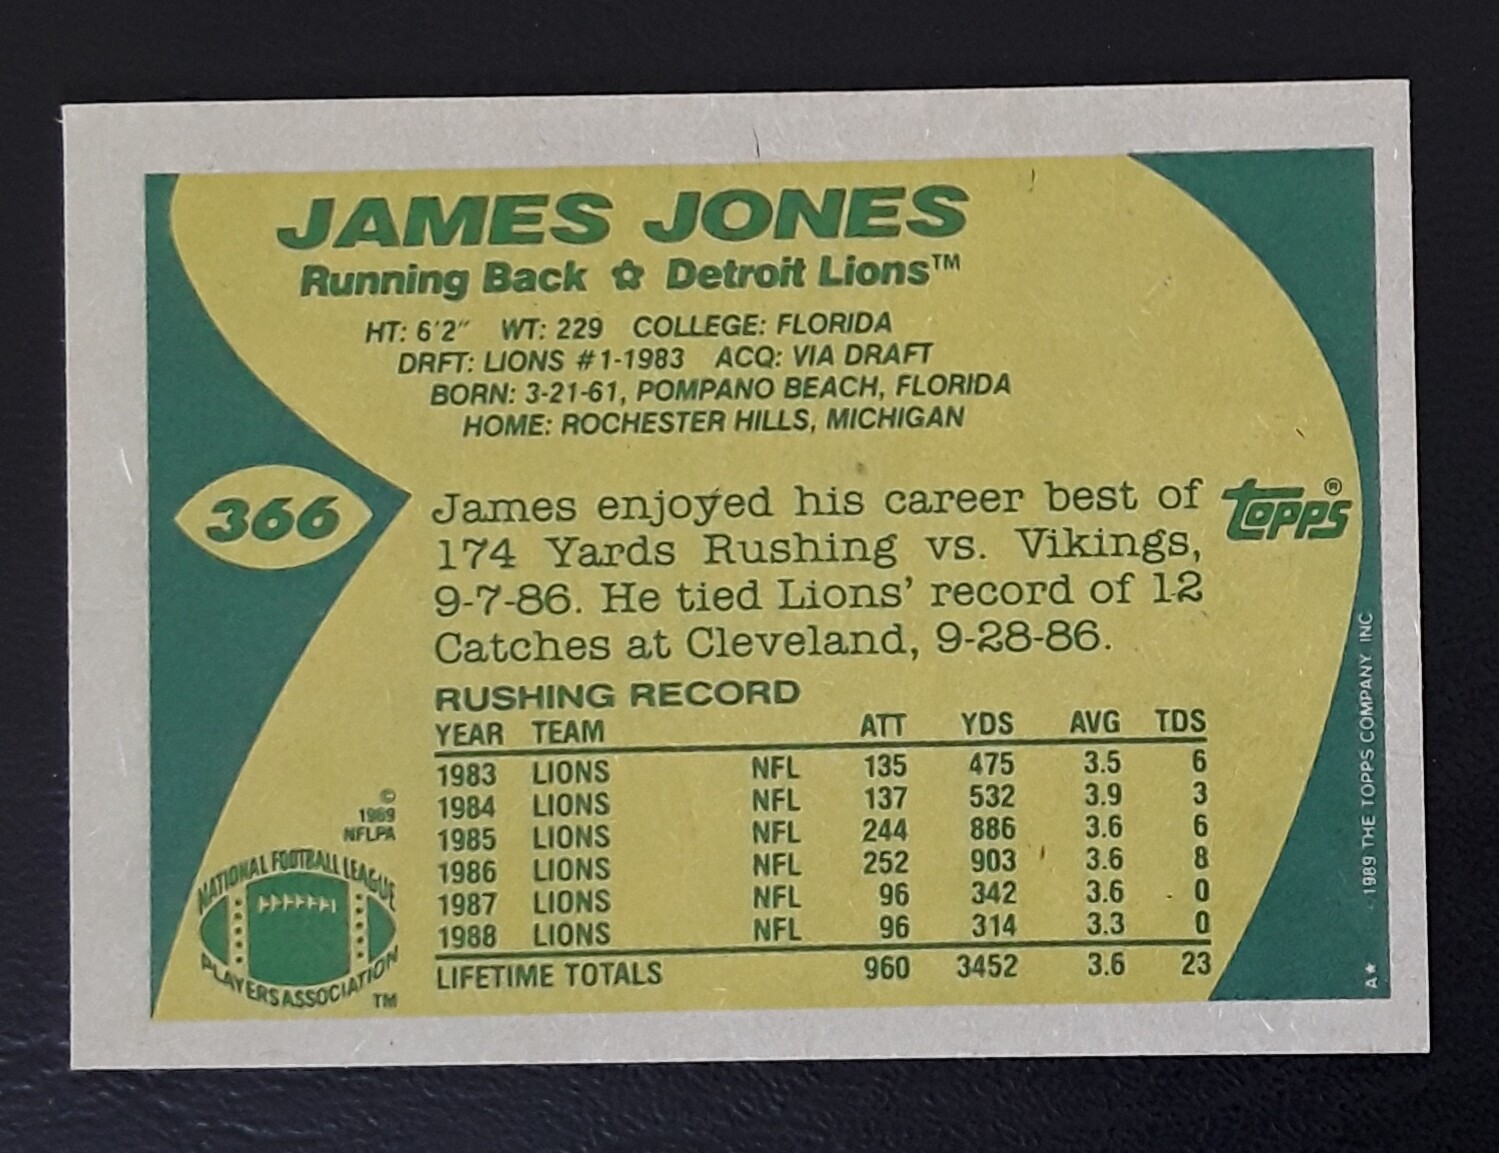 JAMES JONES
Running Back ✩ Detroit Lions™
HT: 6'2" WT: 229 COLLEGE: FLORIDA
DRFT: LIONS #1-1983 ACQ: VIA DRAFT
BORN: 3-21-61, POMPANO BEACH, FLORIDA
HOME: ROCHESTER HILLS, MICHIGAN
366
James enjoyed his career best of
174 Yards Rushing vs. Vikings,
9-7-86. He tied Lions' record of 12
Catches at Cleveland, 9-28-86.
topps®
RUSHING RECORD
YEAR TEAM ATT YDS AVG TDS
1983 LIONS NFL 135 475 3.5 6
1984 LIONS NFL 137 532 3.9 3
1985 LIONS NFL 244 886 3.6 6
1986 LIONS NFL 252 903 3.6 8
1987 LIONS NFL 96 342 3.6 0
1988 LIONS NFL 96 314 3.3 0
LIFETIME TOTALS 960 3452 3.6 23
©
1989
NFLPA
NATIONAL FOOTBALL LEAGUE
PLAYERS ASSOCIATION
TM
A* 1989 THE TOPPS COMPANY, INC